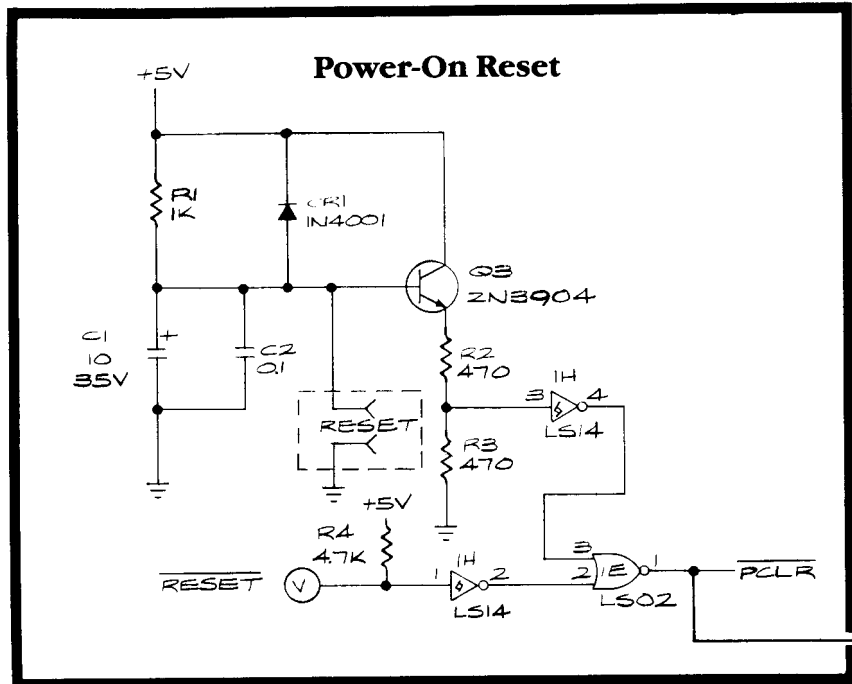 Power-On Reset
+5V
R1
1K
CR1
1N4001
Q3
2N3904
C1
+
10
35V
C2
0.1
R2
470
1H
3
4
LS14
RESET
R3
470
+5V
R4
4.7K
RESET
V
1H
1
2
LS14
3
2
1E
1
LS02
PCLR